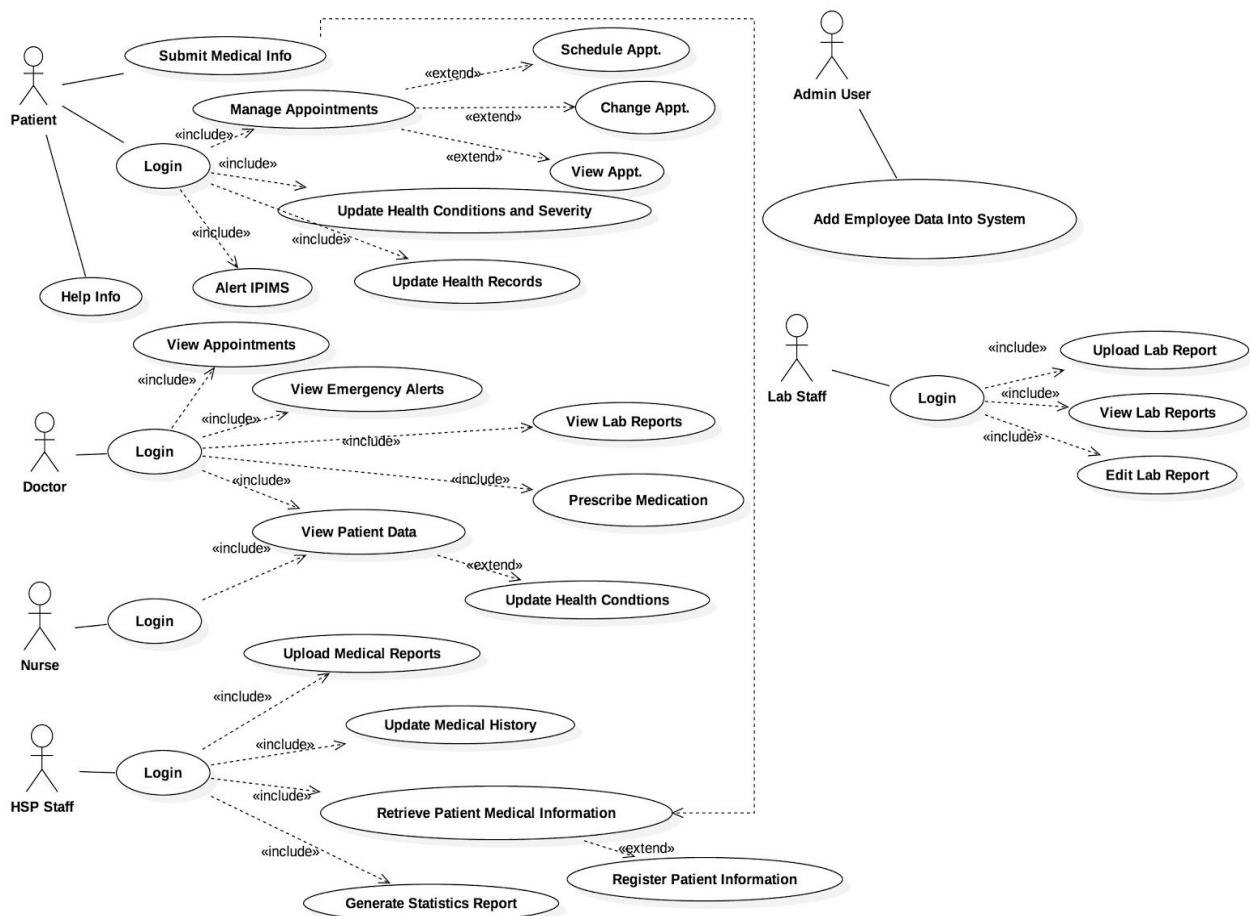 Submit Medical Info
Schedule Appt.
«extend»
Patient
Manage Appointments
Change Appt.
«extend»
«include»
Login
«include»
«extend»
View Appt.
Update Health Conditions and Severity
«include»
«include»
Help Info
Alert IPIMS
Update Health Records
Admin User
Add Employee Data Into System
View Appointments
«include»
View Emergency Alerts
«include»
View Lab Reports
«include»
Doctor
Login
«include»
Prescribe Medication
«include»
View Patient Data
«include»
«extend»
Update Health Condtions
Nurse
Login
Lab Staff
Login
«include»
Upload Lab Report
«include»
View Lab Reports
«include»
Edit Lab Report
Upload Medical Reports
«include»
Update Medical History
«include»
HSP Staff
Login
«include»
Retrieve Patient Medical Information
«extend»
Register Patient Information
«include»
Generate Statistics Report